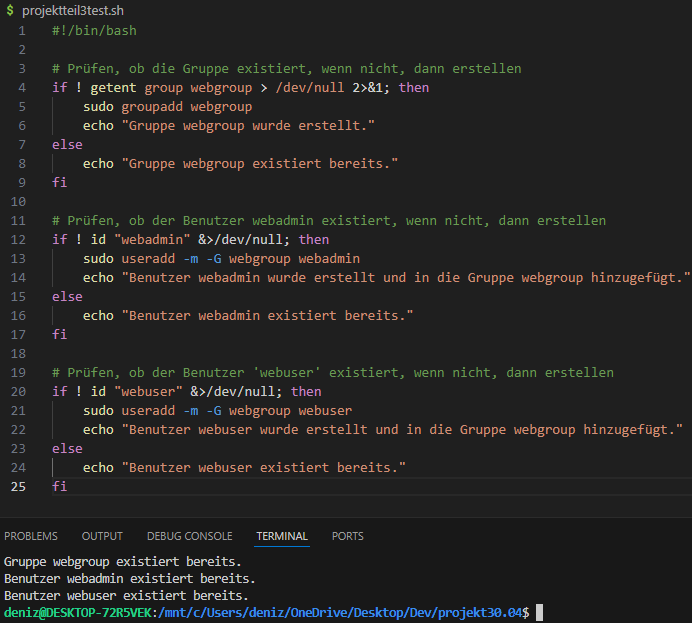 $ projektteil3test.sh
1 #!/bin/bash
2
3 # Prüfen, ob die Gruppe existiert, wenn nicht, dann erstellen
4 if ! getent group webgroup > /dev/null 2>&1; then
5     sudo groupadd webgroup
6     echo "Gruppe webgroup wurde erstellt."
7 else
8     echo "Gruppe webgroup existiert bereits."
9 fi
10
11 # Prüfen, ob der Benutzer webadmin existiert, wenn nicht, dann erstellen
12 if ! id "webadmin" &>/dev/null; then
13     sudo useradd -m -G webgroup webadmin
14     echo "Benutzer webadmin wurde erstellt und in die Gruppe webgroup hinzugefügt."
15 else
16     echo "Benutzer webadmin existiert bereits."
17 fi
18
19 # Prüfen, ob der Benutzer 'webuser' existiert, wenn nicht, dann erstellen
20 if ! id "webuser" &>/dev/null; then
21     sudo useradd -m -G webgroup webuser
22     echo "Benutzer webuser wurde erstellt und in die Gruppe webgroup hinzugefügt."
23 else
24     echo "Benutzer webuser existiert bereits."
25 fi
PROBLEMS OUTPUT DEBUG CONSOLE TERMINAL PORTS
Gruppe webgroup existiert bereits.
Benutzer webadmin existiert bereits.
Benutzer webuser existiert bereits.
deniz@DESKTOP-72R5VEK:/mnt/c/Users/deniz/OneDrive/Desktop/Dev/projekt30.04$